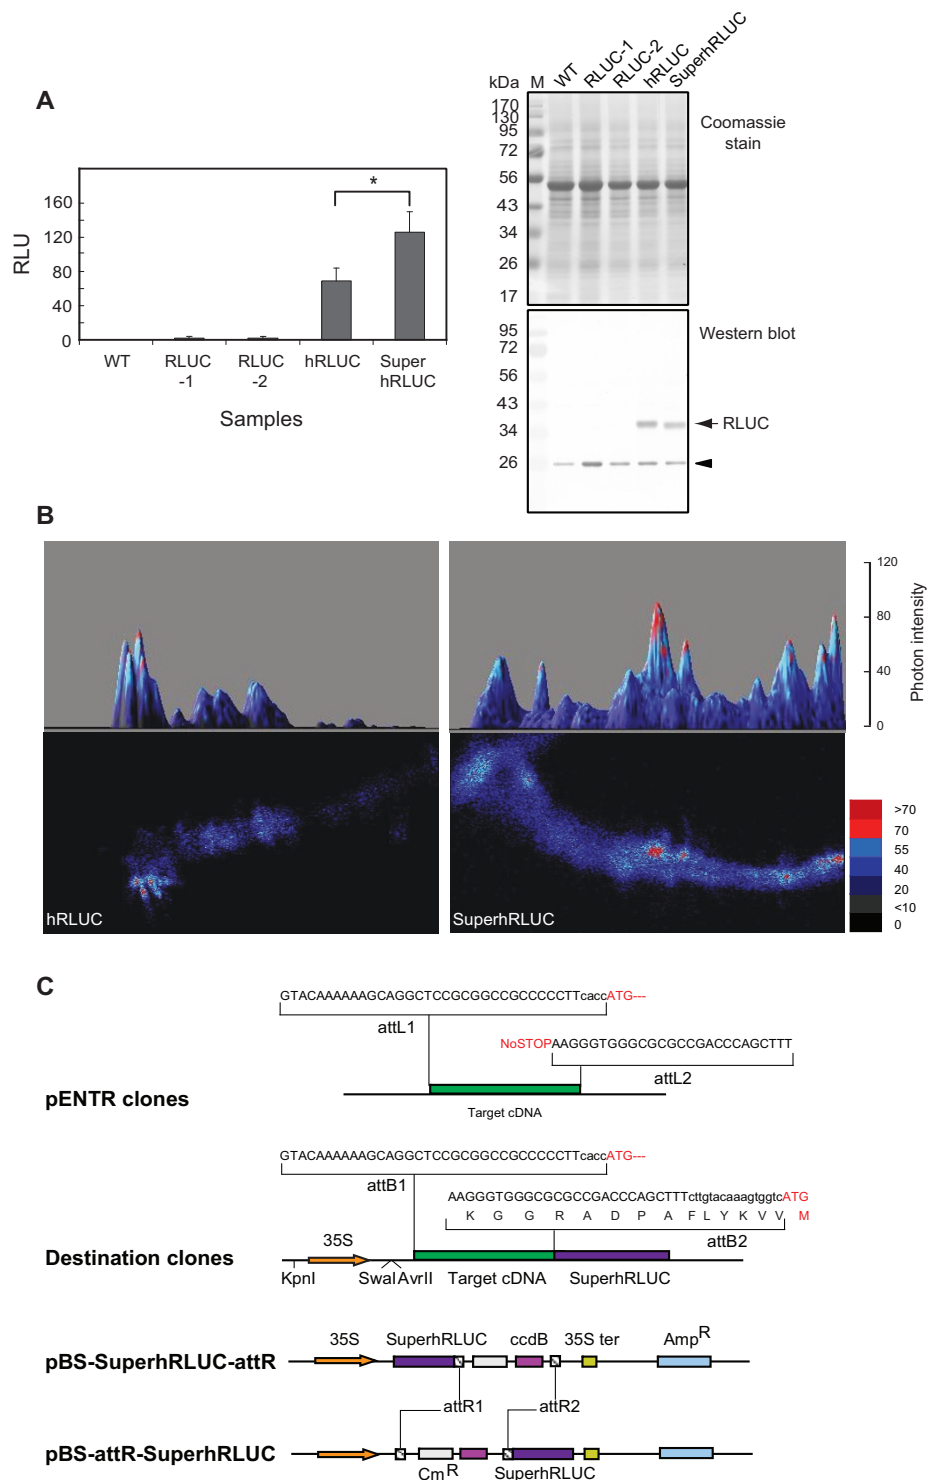 A
RLU
160
120
80
40
0
*
WT
RLUC
-1
RLUC
-2
hRLUC
Super
hRLUC
Samples
kDa
M
WT
RLUC-1
RLUC-2
hRLUC
SuperhRLUC
170
130
95
72
56
43
34
26
17
Coomassie
stain
95
72
56
43
34
26
Western blot
RLUC
B
120
80
40
0
Photon intensity
hRLUC
SuperhRLUC
>70
70
55
40
20
<10
0
C
GTACAAAAAAGCAGGCTCCGCGGCCGCCCCCTTcaccATG---
attL1
NoSTOPAAGGGTGGGCGCGCCGACCCAGCTTT
attL2
pENTR clones
Target cDNA
GTACAAAAAAGCAGGCTCCGCGGCCGCCCCCTTcaccATG---
attB1
AAGGGTGGGCGCGCCGACCCAGCTTTcttgtacaaagtggtcATG
K G G R A D P A F L Y K V V M
attB2
Destination clones
35S
KpnI
SwaI AvrII
Target cDNA
SuperhRLUC
pBS-SuperhRLUC-attR
35S
SuperhRLUC
ccdB
35S ter
AmpR
attR1
attR2
pBS-attR-SuperhRLUC
CmR
SuperhRLUC